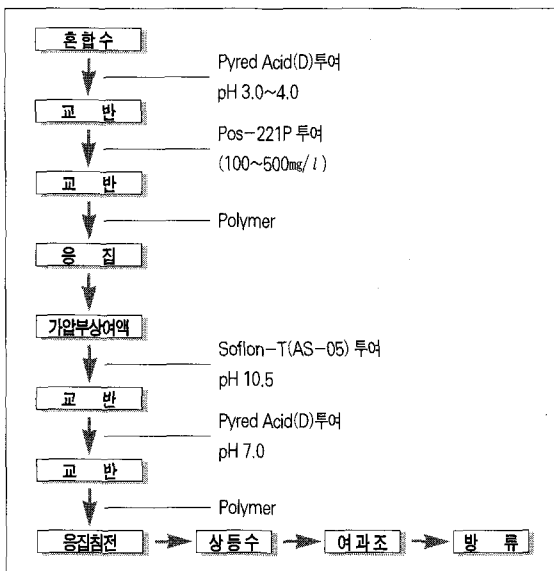 혼합수
Pyred Acid(D)투여
pH 3.0~4.0
교 반
Pos-221P 투여
(100~500㎎/ℓ)
교 반
Polymer
응 집
가압부상여액
Soflon-T(AS-05) 투여
pH 10.5
교 반
Pyred Acid(D)투여
pH 7.0
교 반
Polymer
응집침전
상등수
여과조
방 류